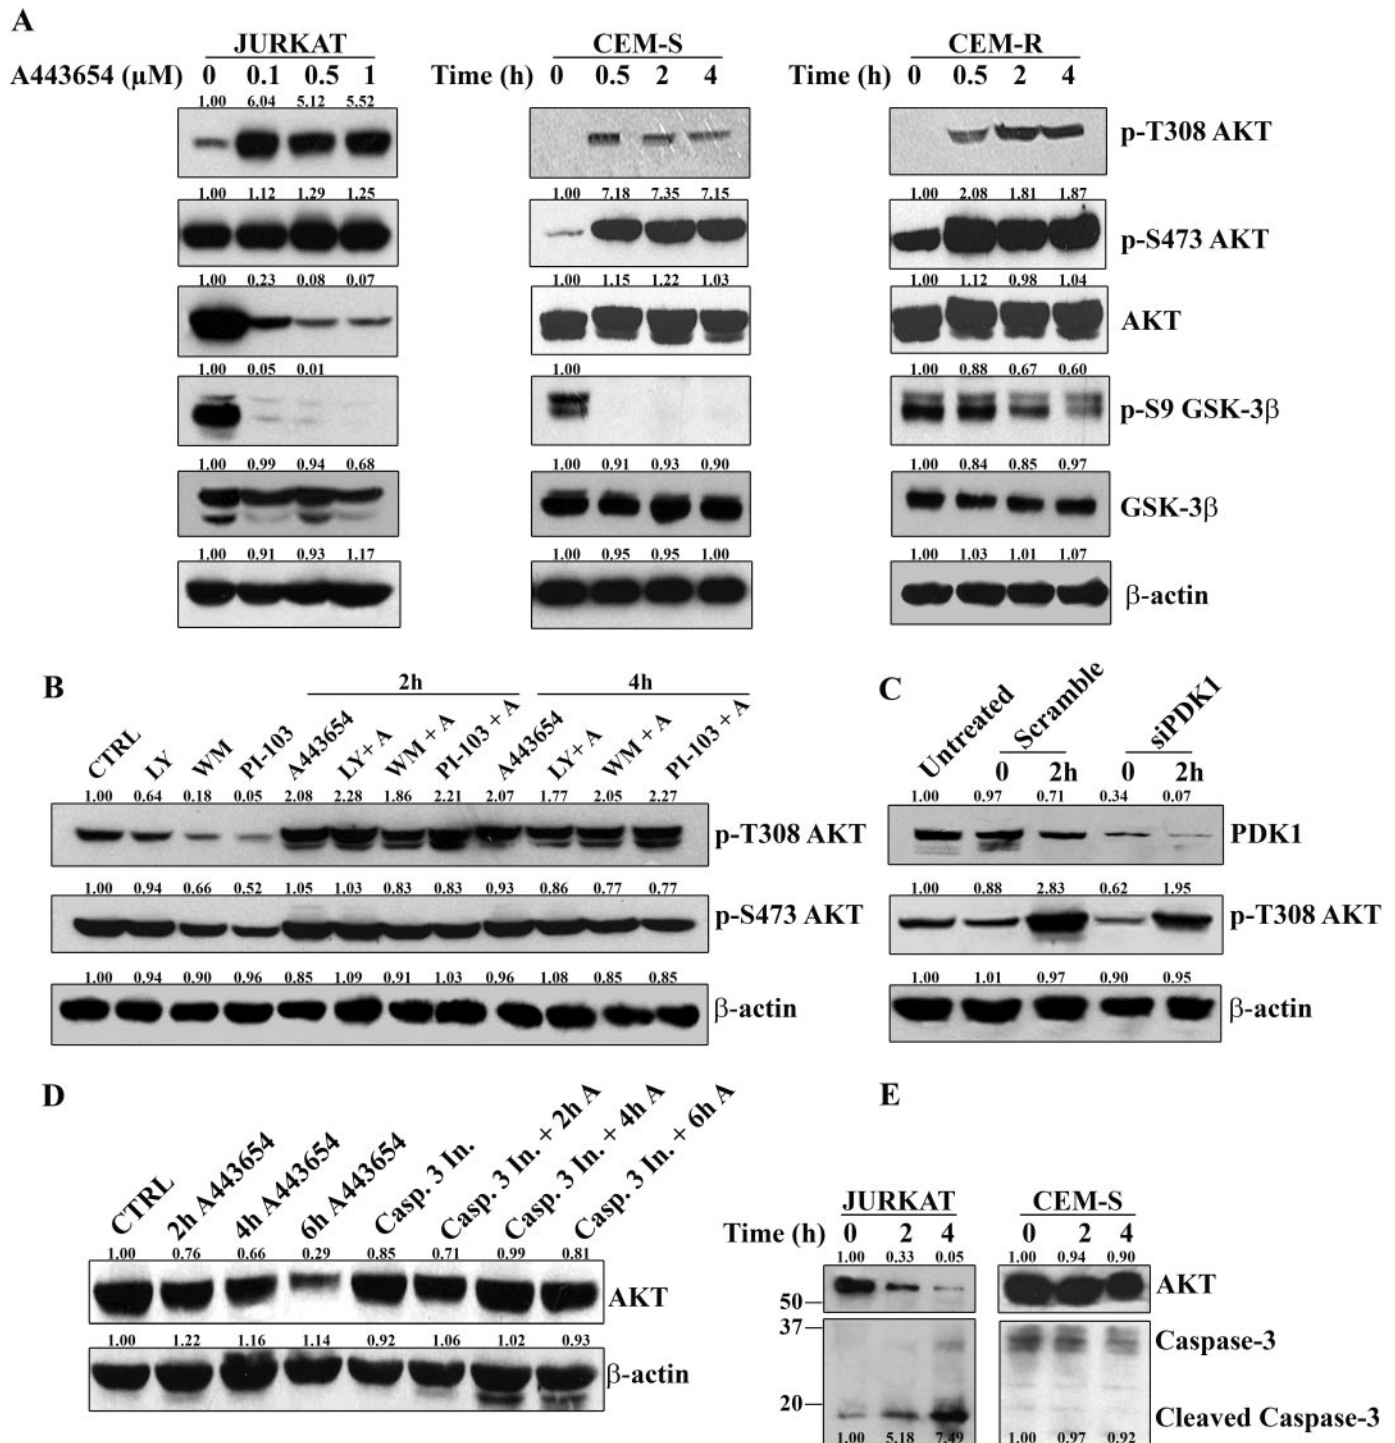 A
JURKAT CEM-S CEM-R
A443654 (μM) 0 0.1 0.5 1 Time (h) 0 0.5 2 4 Time (h) 0 0.5 2 4
1.00 6.04 5.12 5.52
p-T308 AKT
1.00 1.12 1.29 1.25 1.00 7.18 7.35 7.15 1.00 2.08 1.81 1.87
p-S473 AKT
1.00 0.23 0.08 0.07 1.00 1.15 1.22 1.03 1.00 1.12 0.98 1.04
AKT
1.00 0.05 0.01 1.00 1.00 0.88 0.67 0.60
p-S9 GSK-3β
1.00 0.99 0.94 0.68 1.00 0.91 0.93 0.90 1.00 0.84 0.85 0.97
GSK-3β
1.00 0.91 0.93 1.17 1.00 0.95 0.95 1.00 1.00 1.03 1.01 1.07
β-actin
B
2h 4h
CTRL LY WM PI-103 A443654 LY+ A WM + A PI-103 + A A443654 LY+ A WM + A PI-103 + A
1.00 0.64 0.18 0.05 2.08 2.28 1.86 2.21 2.07 1.77 2.05 2.27
p-T308 AKT
1.00 0.94 0.66 0.52 1.05 1.03 0.83 0.83 0.93 0.86 0.77 0.77
p-S473 AKT
1.00 0.94 0.90 0.96 0.85 1.09 0.91 1.03 0.96 1.08 0.85 0.85
β-actin
C
Untreated Scramble siPDK1
0 2h 0 2h
1.00 0.97 0.71 0.34 0.07
PDK1
1.00 0.88 2.83 0.62 1.95
p-T308 AKT
1.00 1.01 0.97 0.90 0.95
β-actin
D
CTRL 2h A443654 4h A443654 6h A443654 Casp. 3 In. Casp. 3 In. + 2h A Casp. 3 In. + 4h A Casp. 3 In. + 6h A
1.00 0.76 0.66 0.29 0.85 0.71 0.99 0.81
AKT
1.00 1.22 1.16 1.14 0.92 1.06 1.02 0.93
β-actin
E
JURKAT CEM-S
Time (h) 0 2 4 0 2 4
1.00 0.33 0.05 1.00 0.94 0.90
AKT
50
37
Caspase-3
20
Cleaved Caspase-3
1.00 5.18 7.49 1.00 0.97 0.92